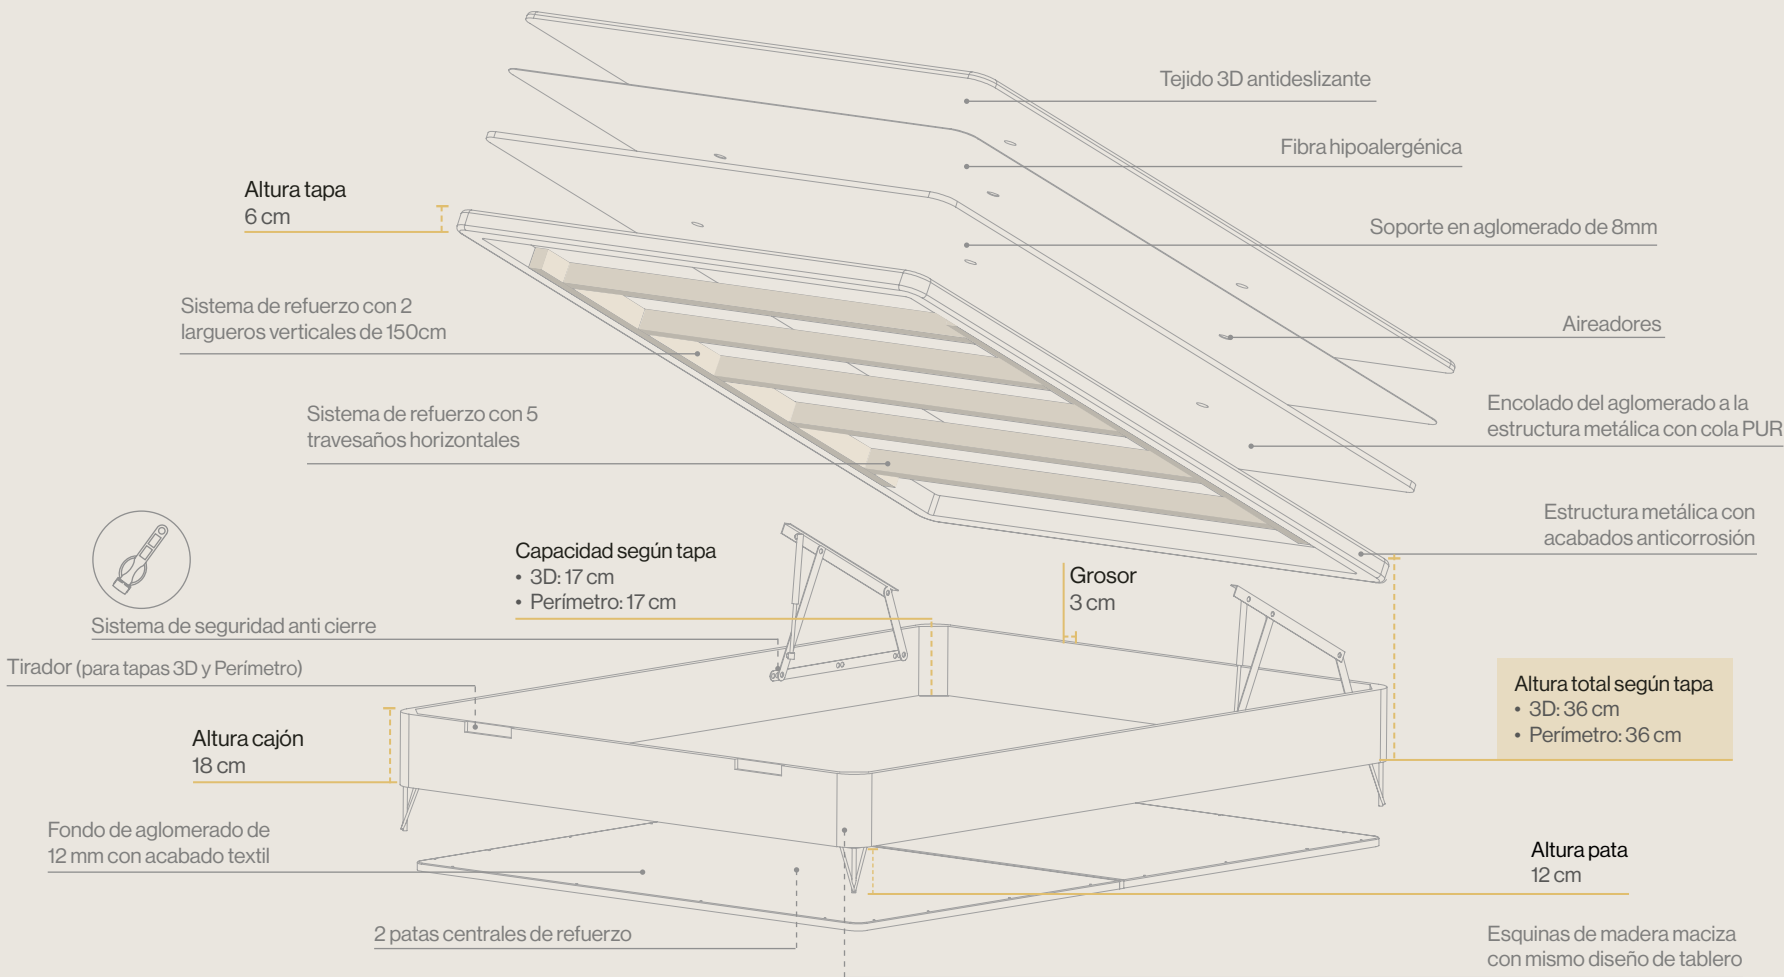 Tejido 3D antideslizante
Fibra hipoalergénica
Altura tapa
6 cm
Soporte en aglomerado de 8mm
Sistema de refuerzo con 2
largueros verticales de 150cm
Aireadores
Sistema de refuerzo con 5
travesaños horizontales
Encolado del aglomerado a la
estructura metálica con cola PUR
Estructura metálica con
acabados anticorrosión
Capacidad según tapa
• 3D: 17 cm
• Perímetro: 17 cm
Grosor
3 cm
Sistema de seguridad anti cierre
Tirador (para tapas 3D y Perímetro)
Altura total según tapa
• 3D: 36 cm
• Perímetro: 36 cm
Altura cajón
18 cm
Fondo de aglomerado de
12 mm con acabado textil
Altura pata
12 cm
2 patas centrales de refuerzo
Esquinas de madera maciza
con mismo diseño de tablero